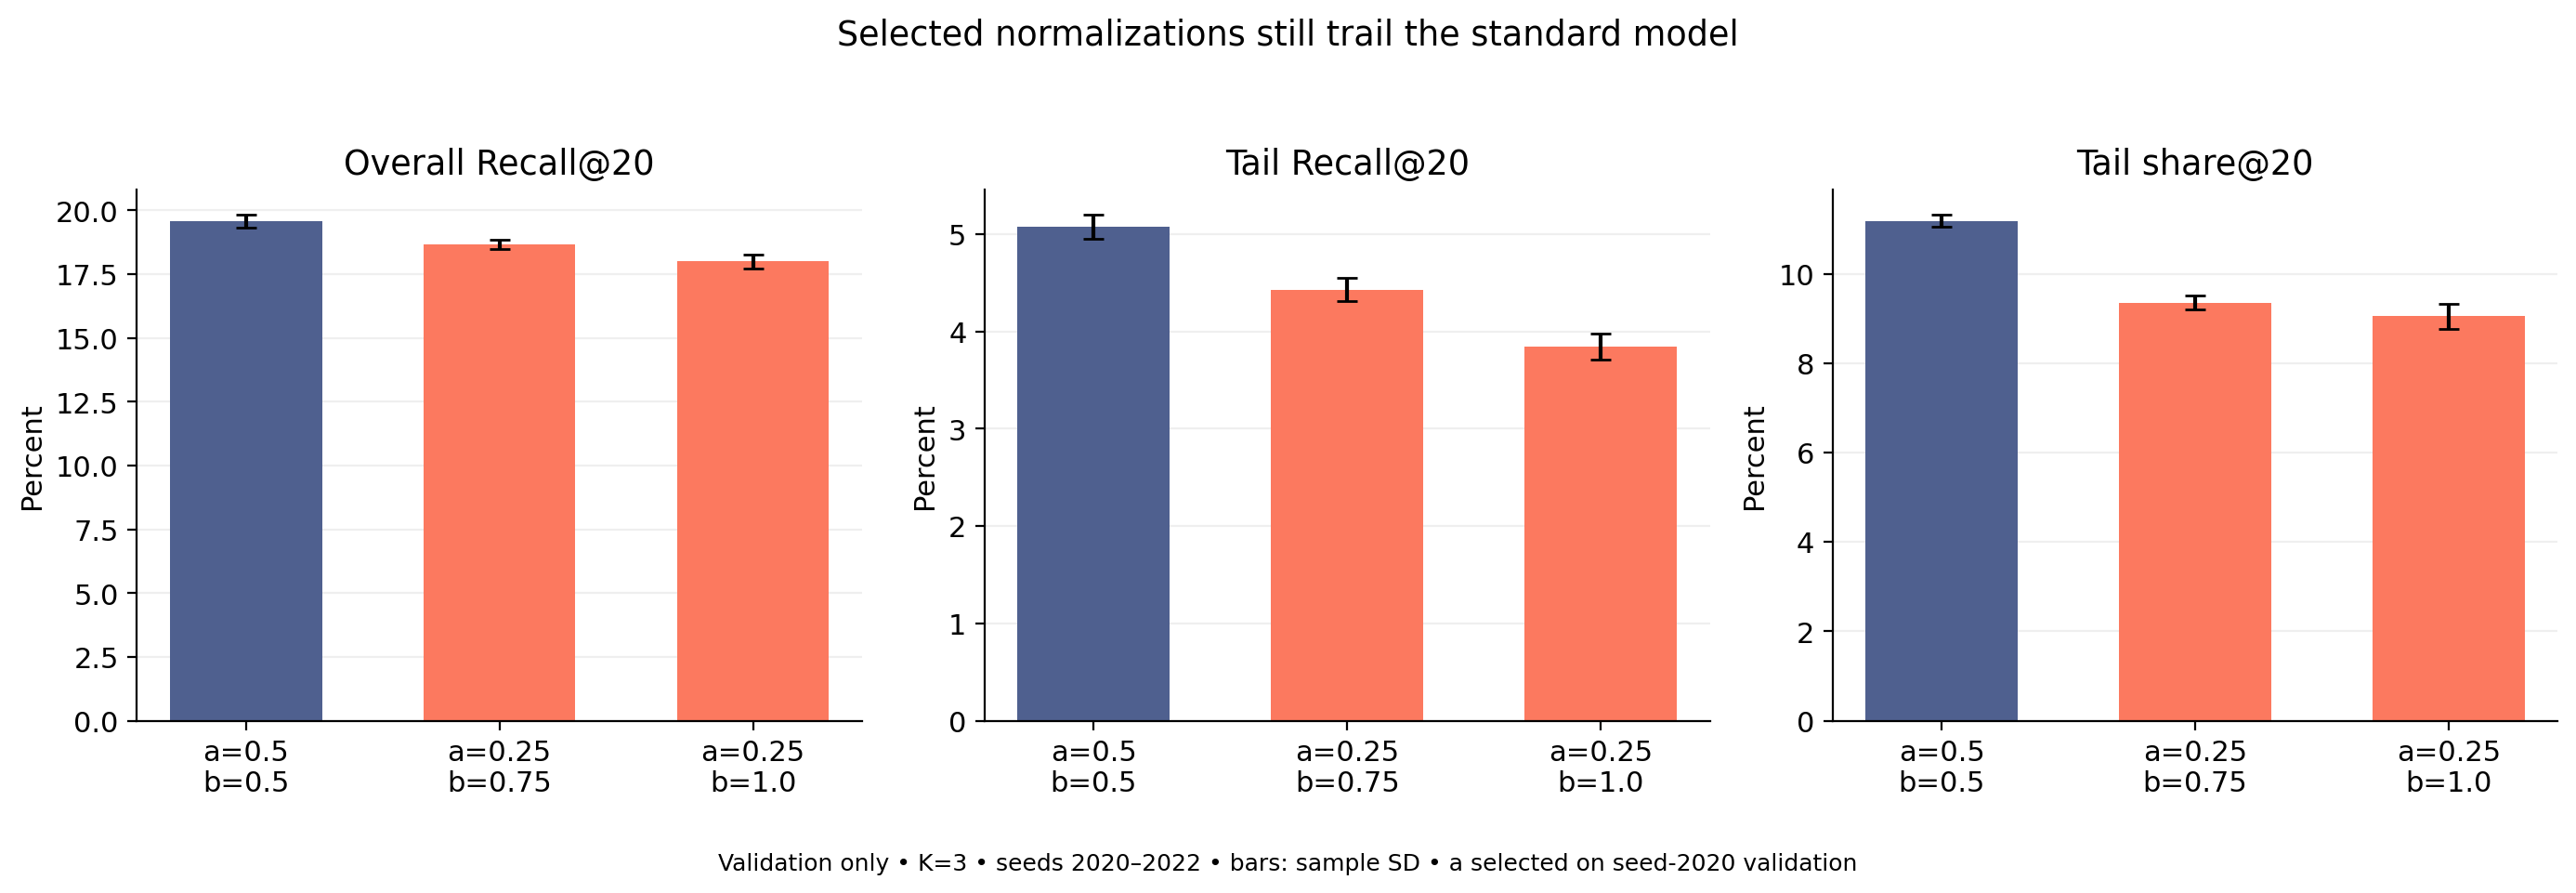 Selected normalizations still trail the standard model
Overall Recall@20
Percent
20.0
17.5
15.0
12.5
10.0
7.5
5.0
2.5
0.0
a=0.5
b=0.5
a=0.25
b=0.75
a=0.25
b=1.0
Tail Recall@20
Percent
5
4
3
2
1
0
a=0.5
b=0.5
a=0.25
b=0.75
a=0.25
b=1.0
Tail share@20
Percent
10
8
6
4
2
0
a=0.5
b=0.5
a=0.25
b=0.75
a=0.25
b=1.0
Validation only • K=3 • seeds 2020–2022 • bars: sample SD • a selected on seed-2020 validation